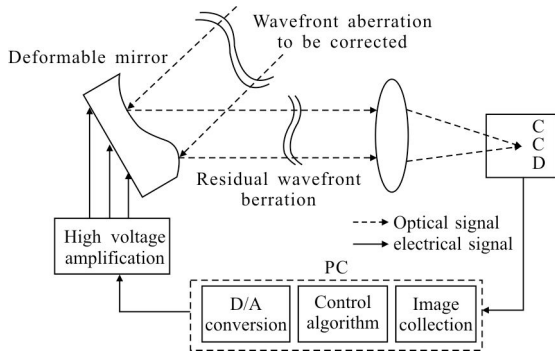 Wavefront aberration
to be corrected
Deformable mirror
C
C
D
Residual wavefront
berration
Optical signal
electrical signal
High voltage
amplification
PC
D/A
conversion
Control
algorithm
Image
collection